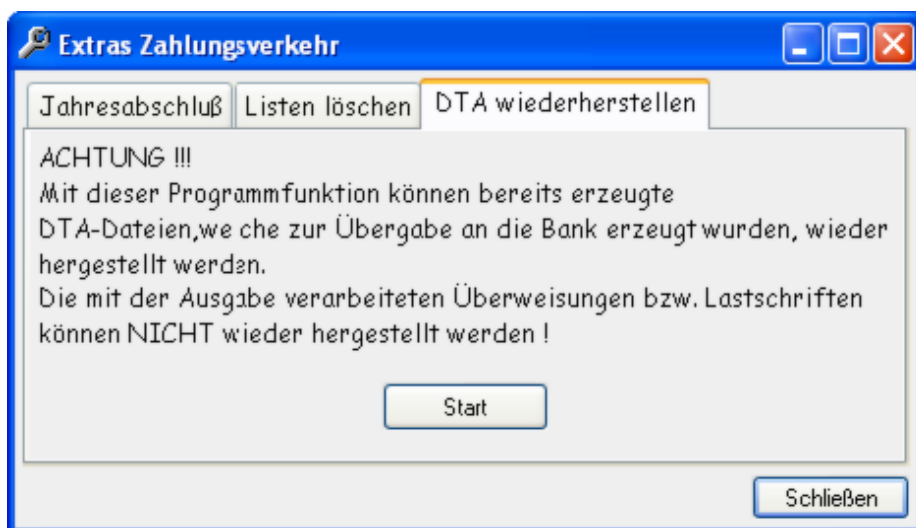 Extras Zahlungsverkehr
Jahresabschluß Listen löschen DTA wiederherstellen
ACHTUNG !!!
Mit dieser Programmfunktion können bereits erzeugte
DTA-Dateien,we che zur Übergabe an die Bank erzeugt wurden, wieder
hergestellt werden.
Die mit der Ausgabe verarbeiteten Überweisungen bzw. Lastschriften
können NICHT wieder hergestellt werden !
Start
Schließen